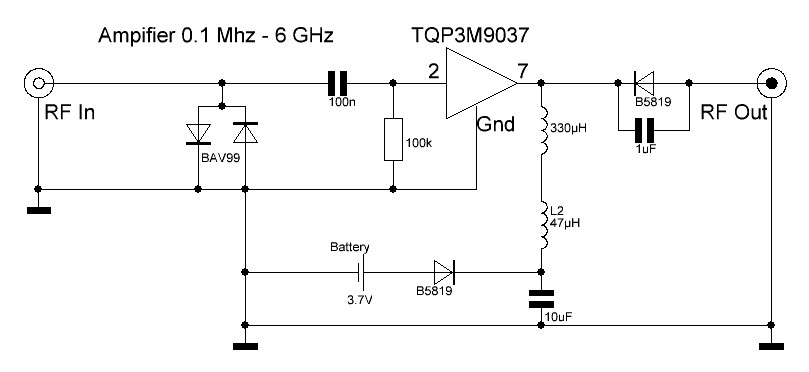 Ampifier 0.1 Mhz - 6 GHz
TQP3M9037
2
7
100n
B5819
RF In
RF Out
Gnd
330µH
BAV99
100k
1uF
L2
47µH
Battery
3.7V
B5819
10uF